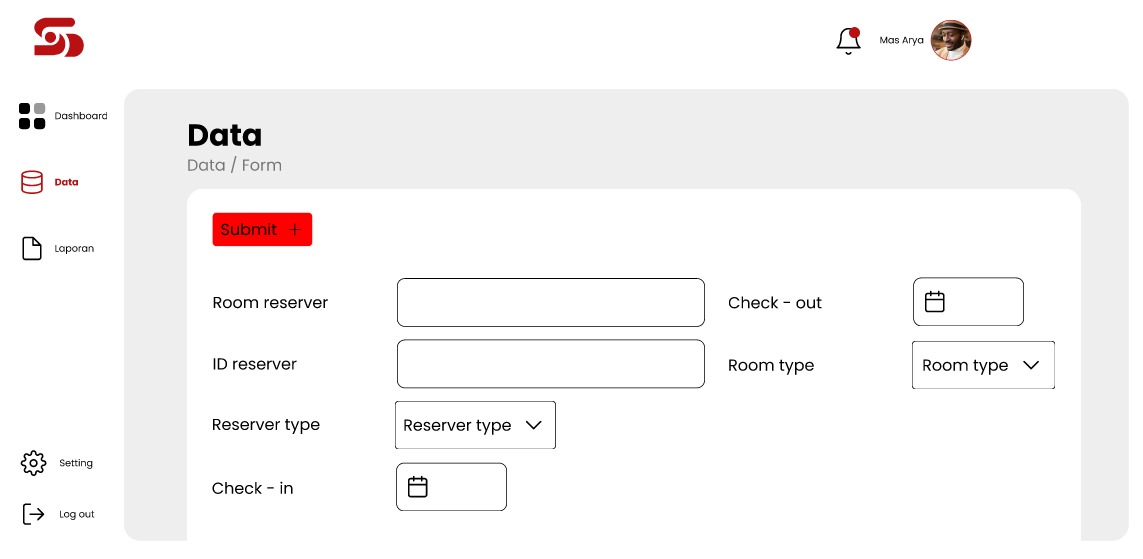 Mas Arya
Dashboard
Data
Laporan
Setting
Log out
Data
Data / Form
Submit +
Room reserver
Check - out
ID reserver
Room type
Room type
Reserver type
Reserver type
Check - in